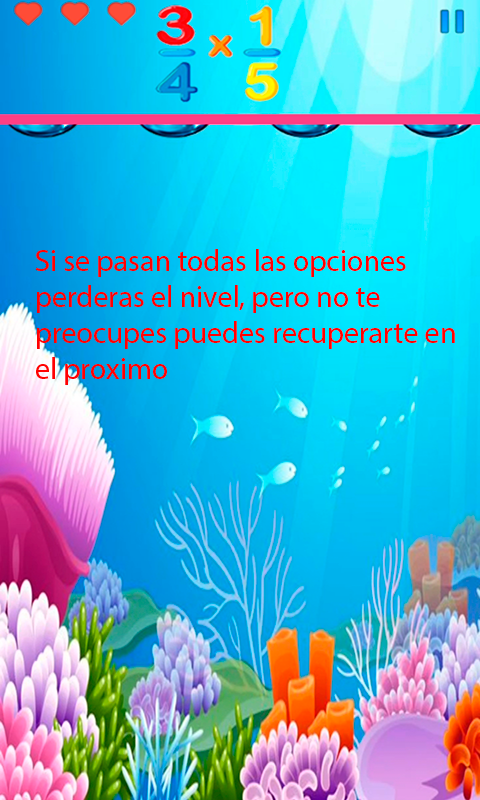 3/4 x 1/5
Si se pasan todas las opciones
perderas el nivel, pero no te
preocupes puedes recuperarte en
el proximo